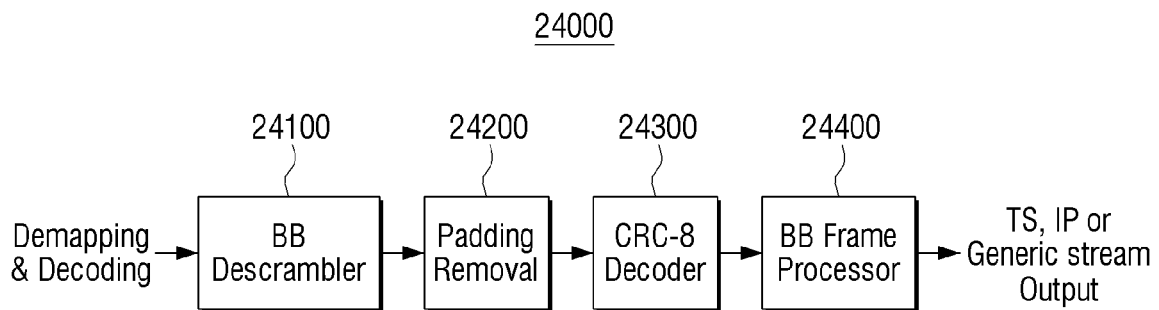 24000
24100
24200
24300
24400
Demapping
& Decoding
BB
Descrambler
Padding
Removal
CRC-8
Decoder
BB Frame
Processor
TS, IP or
Generic stream
Output